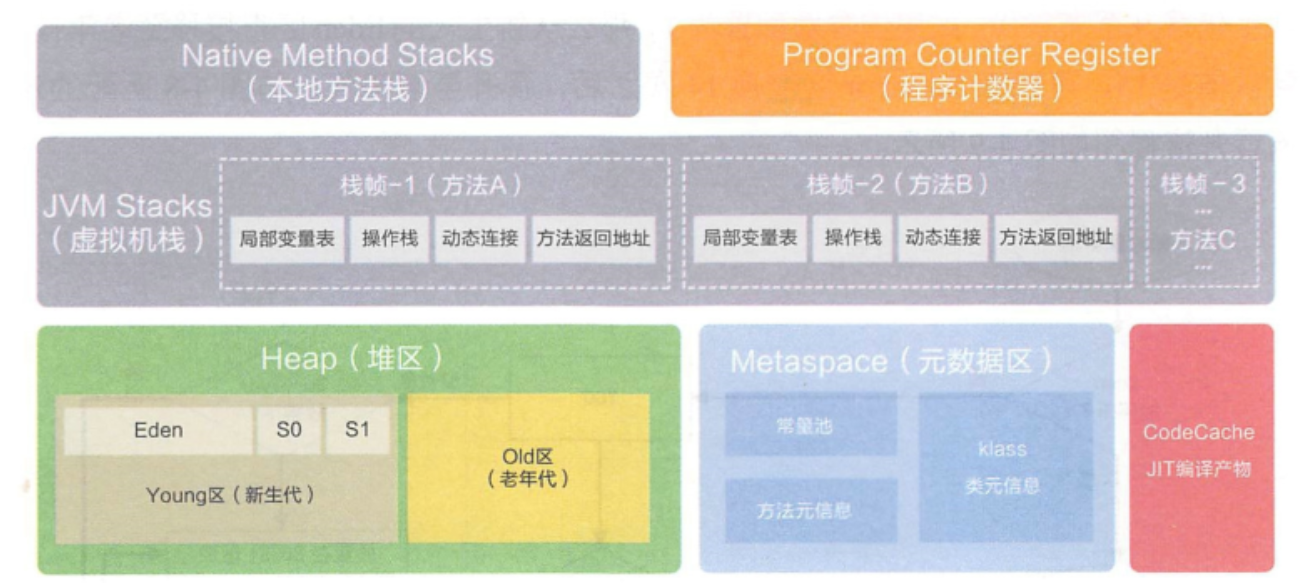 Native Method Stacks
（本地方法栈）
Program Counter Register
（程序计数器）
JVM Stacks
（虚拟机栈）
栈帧-1（方法A）
局部变量表
操作栈
动态连接
方法返回地址
栈帧-2（方法B）
局部变量表
操作栈
动态连接
方法返回地址
栈帧-3
...
方法C
...
Heap（堆区）
Eden
S0
S1
Young区（新生代）
Old区
（老年代）
Metaspace（元数据区）
常量池
方法元信息
klass
类元信息
CodeCache
JIT编译产物